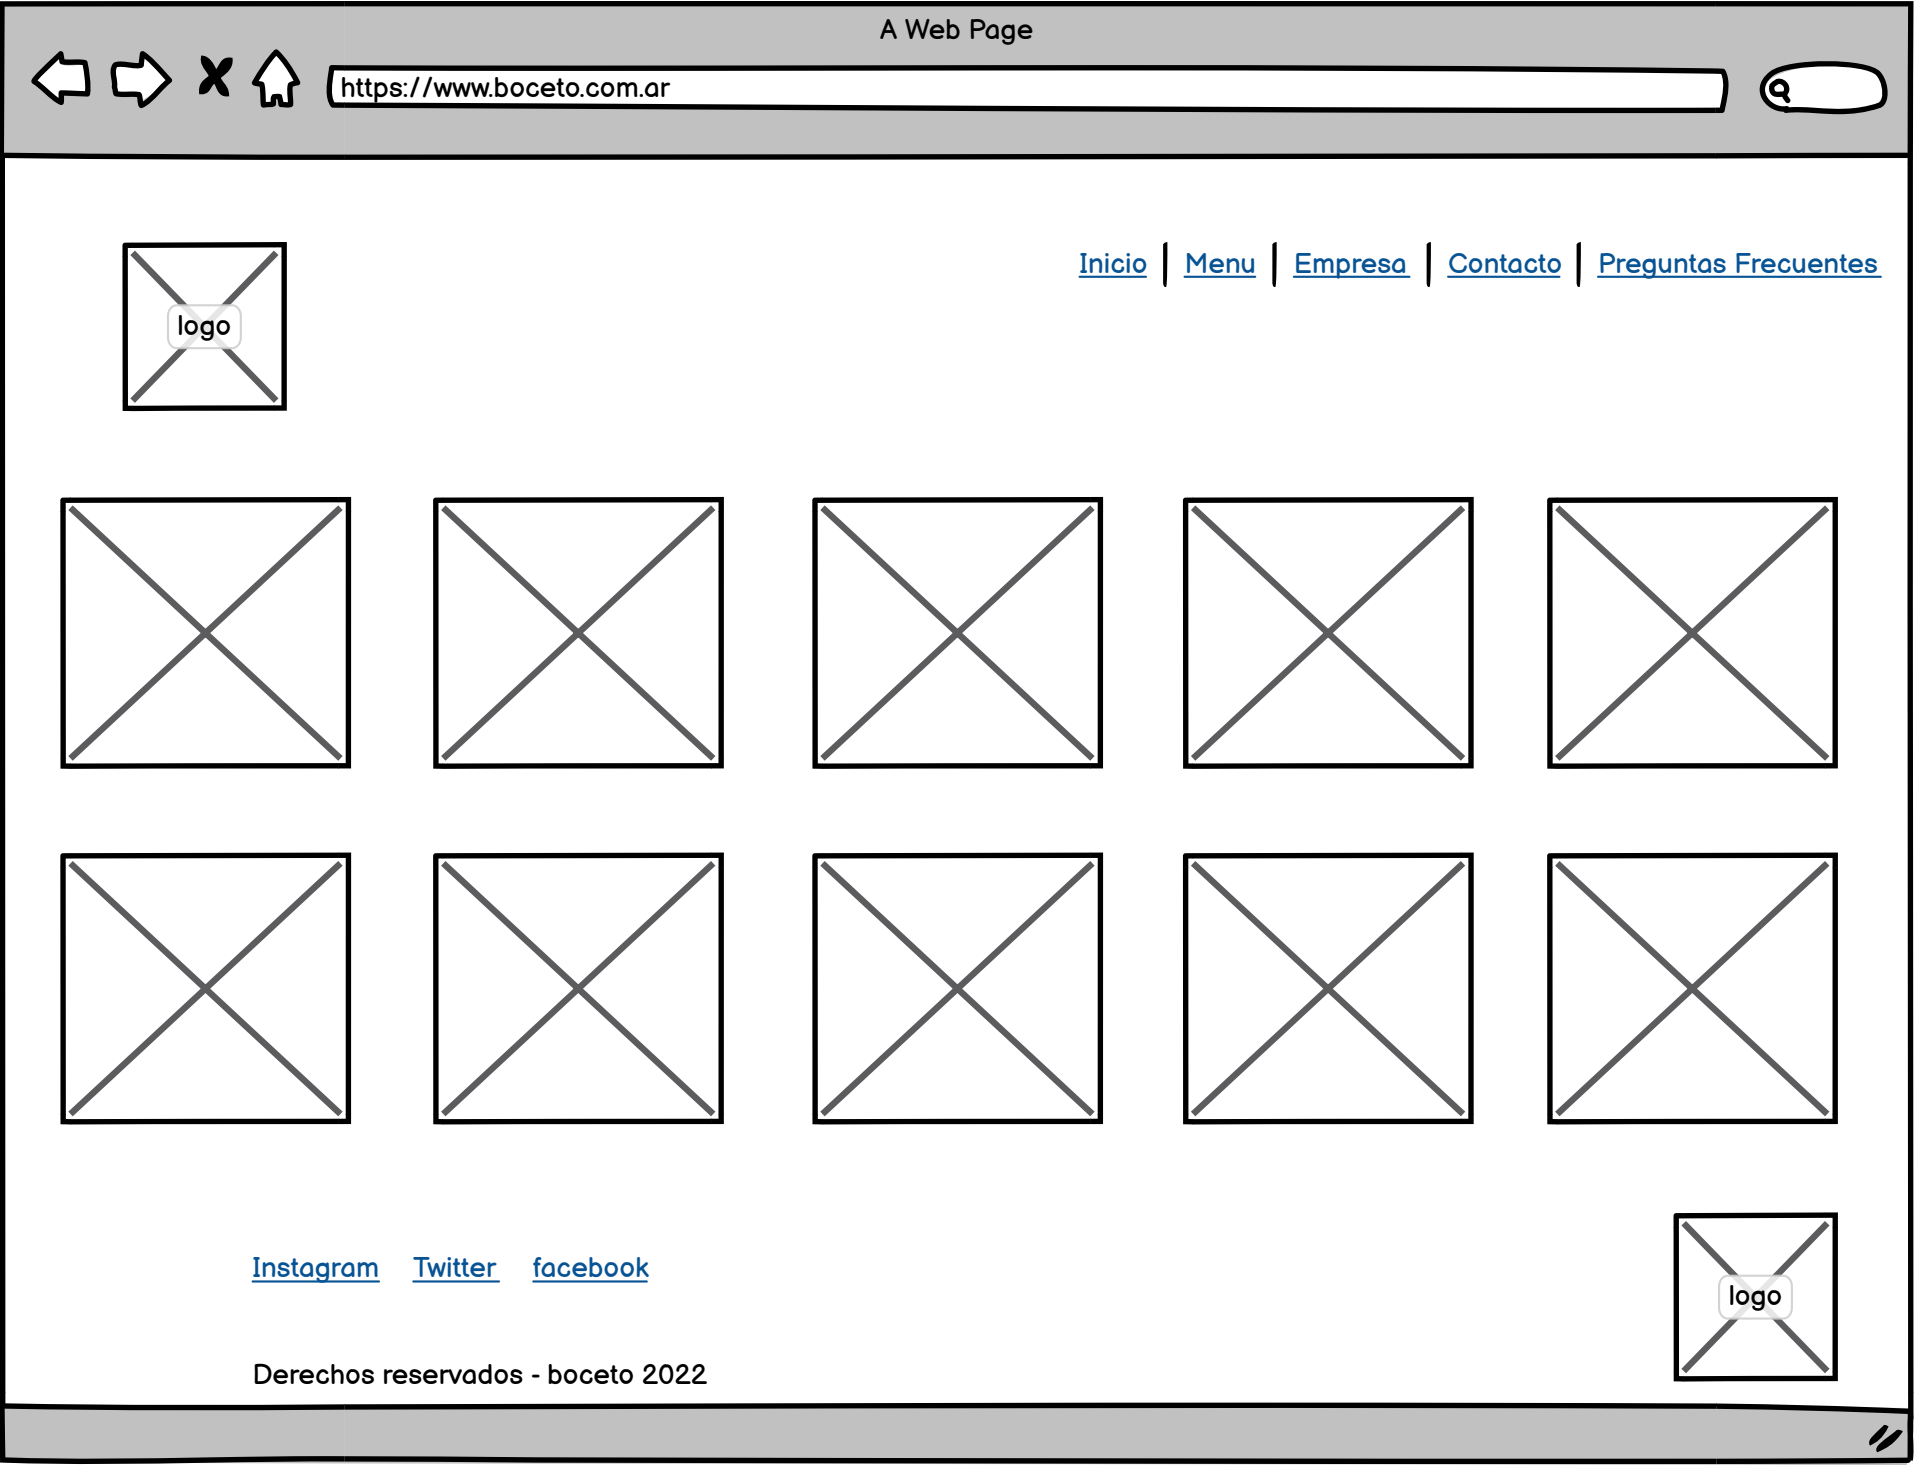 A Web Page
https://www.boceto.com.ar
Inicio Menu Empresa Contacto Preguntas Frecuentes
logo
Instagram Twitter facebook
logo
Derechos reservados - boceto 2022